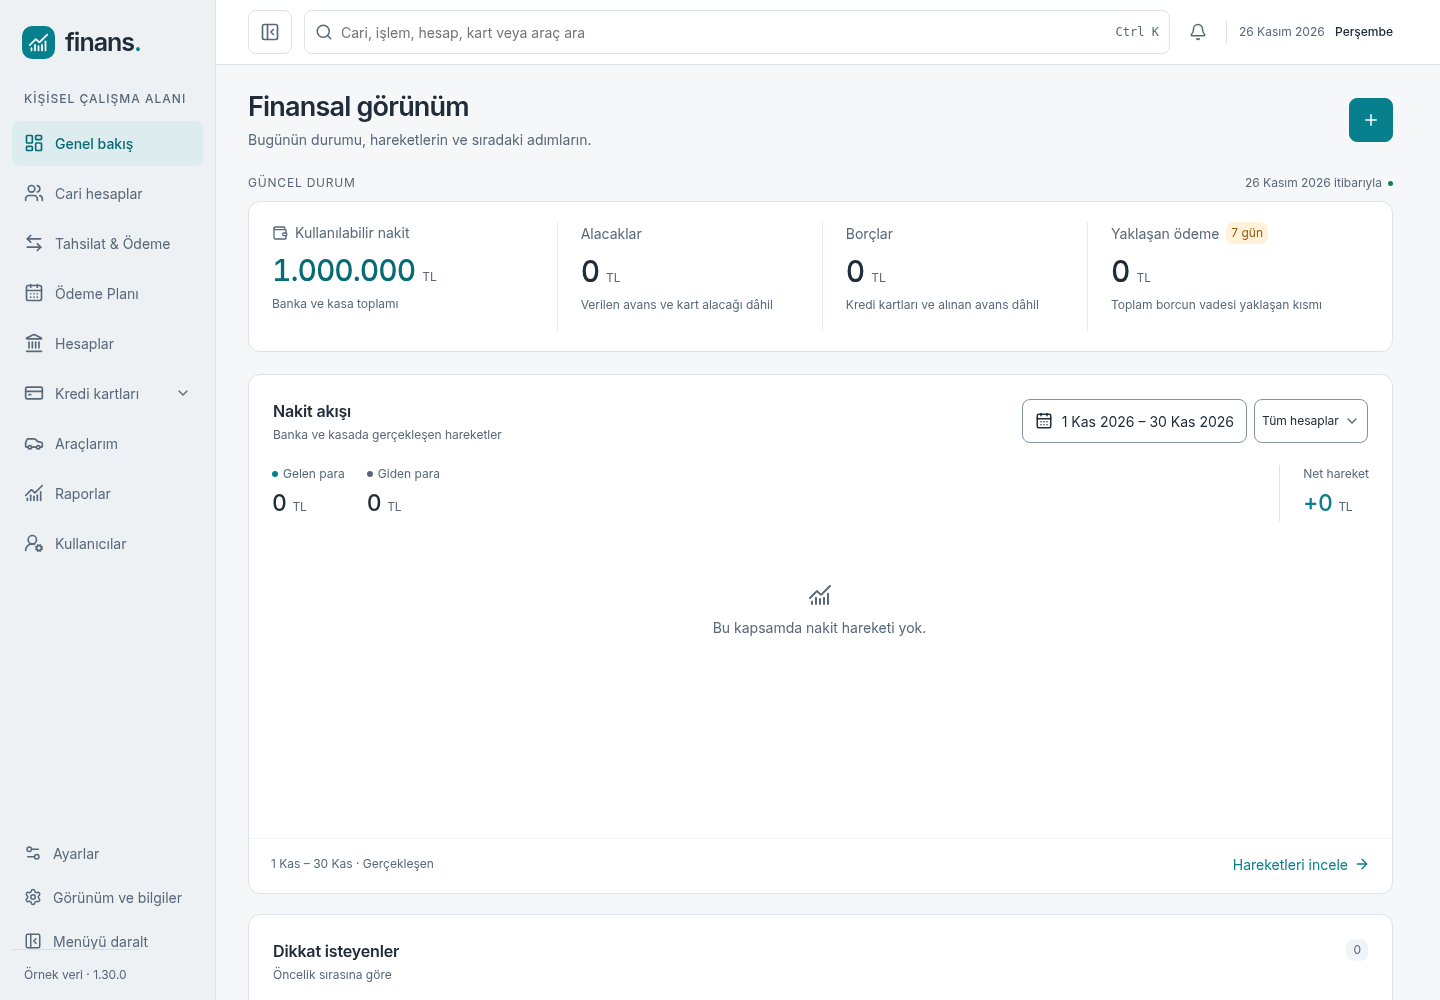 finans.
KİŞİSEL ÇALIŞMA ALANI
Genel bakış
Cari hesaplar
Tahsilat & Ödeme
Ödeme Planı
Hesaplar
Kredi kartları
Araçlarım
Raporlar
Kullanıcılar
Ayarlar
Görünüm ve bilgiler
Menüyü daralt
Örnek veri · 1.30.0
Cari, işlem, hesap, kart veya araç ara Ctrl K
26 Kasım 2026 Perşembe
Finansal görünüm
Bugünün durumu, hareketlerin ve sıradaki adımların.
GÜNCEL DURUM
26 Kasım 2026 itibarıyla
Kullanılabilir nakit
1.000.000 TL
Banka ve kasa toplamı
Alacaklar
0 TL
Verilen avans ve kart alacağı dâhil
Borçlar
0 TL
Kredi kartları ve alınan avans dâhil
Yaklaşan ödeme 7 gün
0 TL
Toplam borcun vadesi yaklaşan kısmı
Nakit akışı
Banka ve kasada gerçekleşen hareketler
1 Kas 2026 – 30 Kas 2026
Tüm hesaplar
Gelen para
0 TL
Giden para
0 TL
Net hareket
+0 TL
Bu kapsamda nakit hareketi yok.
1 Kas – 30 Kas · Gerçekleşen
Hareketleri incele
Dikkat isteyenler
0
Öncelik sırasına göre